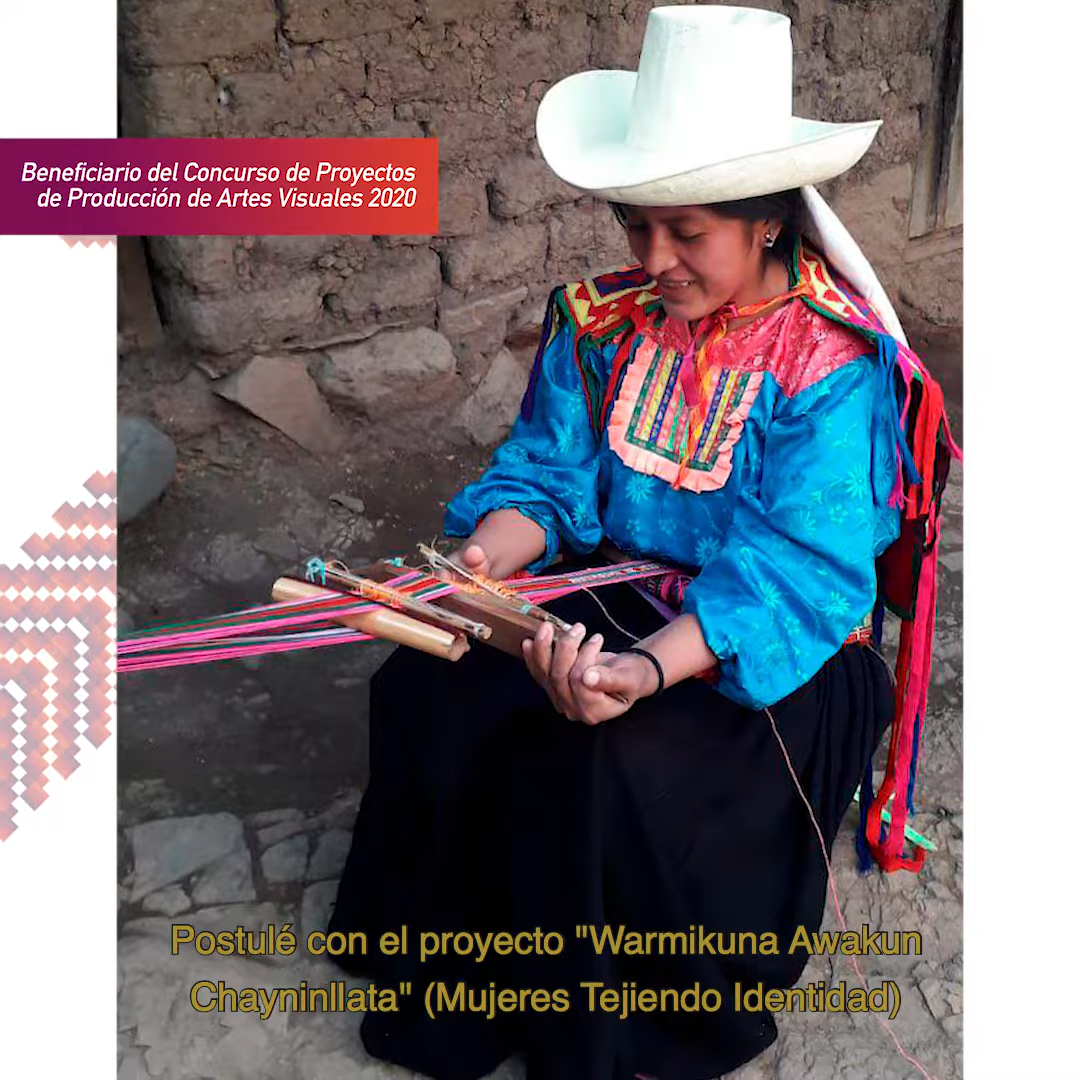 Beneficiario del Concurso de Proyectos
de Producción de Artes Visuales 2020
Postulé con el proyecto "Warmikuna Awakun
Chayninllata" (Mujeres Tejiendo Identidad)